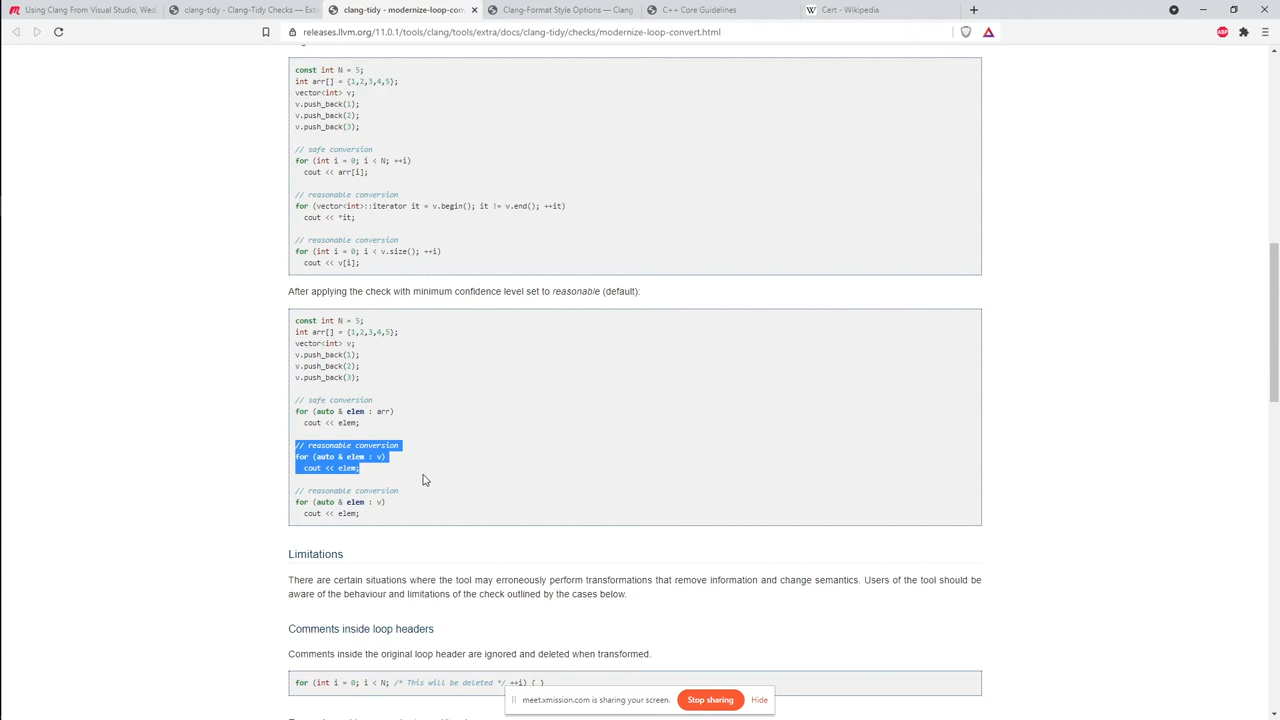 Using Clang From Visual Studio, Wed.
clang-tidy - Clang-Tidy Checks — Ext
clang-tidy - modernize-loop-conv
Clang-Format Style Options — Clang
C++ Core Guidelines
Cert - Wikipedia
releases.llvm.org/11.0.1/tools/clang/tools/extra/docs/clang-tidy/checks/modernize-loop-convert.html
ABP
const int N = 5;
int arr[] = {1,2,3,4,5};
vector<int> v;
v.push_back(1);
v.push_back(2);
v.push_back(3);
// safe conversion
for (int i = 0; i < N; ++i)
cout << arr[i];
// reasonable conversion
for (vector<int>::iterator it = v.begin(); it != v.end(); ++it)
cout << *it;
// reasonable conversion
for (int i = 0; i < v.size(); ++i)
cout << v[i];
After applying the check with minimum confidence level set to reasonable (default):
const int N = 5;
int arr[] = {1,2,3,4,5};
vector<int> v;
v.push_back(1);
v.push_back(2);
v.push_back(3);
// safe conversion
for (auto & elem : arr)
cout << elem;
// reasonable conversion
for (auto & elem : v)
cout << elem;
// reasonable conversion
for (auto & elem : v)
cout << elem;
Limitations
There are certain situations where the tool may erroneously perform transformations that remove information and change semantics. Users of the tool should be
aware of the behaviour and limitations of the check outlined by the cases below.
Comments inside loop headers
Comments inside the original loop header are ignored and deleted when transformed.
for (int i = 0; i < N; /* This will be deleted */ ++i) { }
meet.xmission.com is sharing your screen.
Stop sharing
Hide